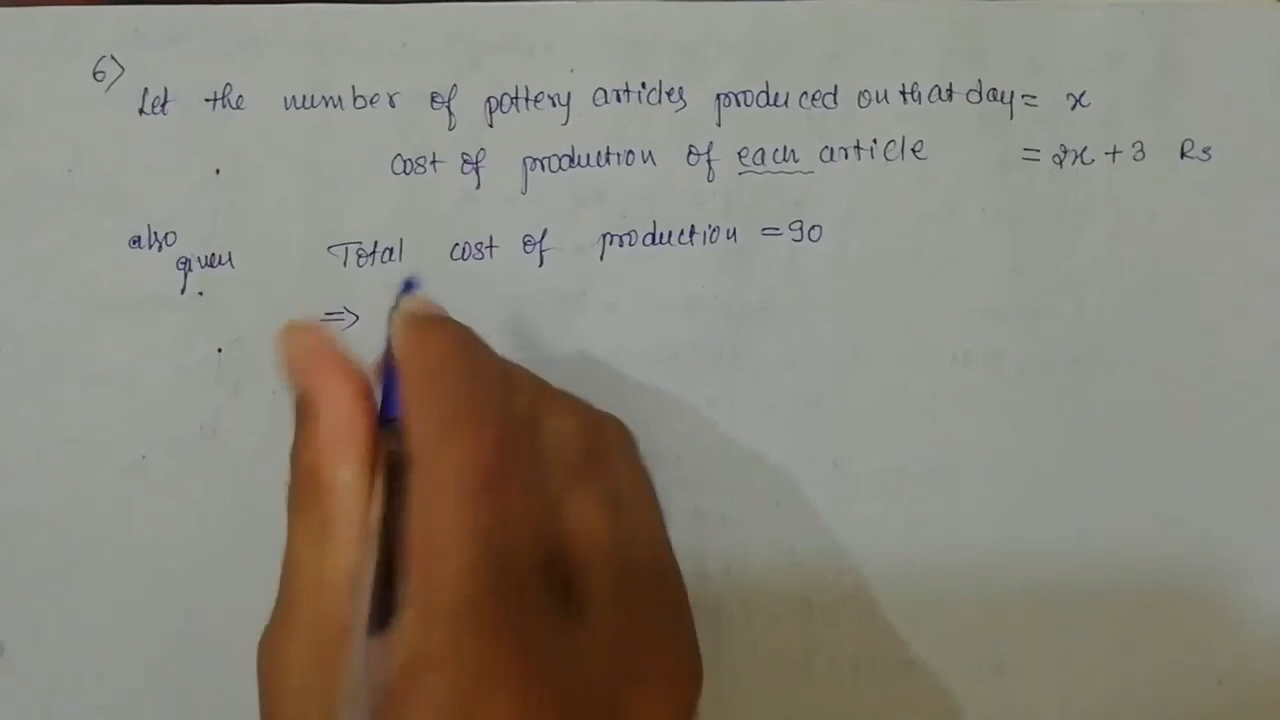 6)
Let the number of pottery articles produced on that day = x
cost of production of each article = 2x + 3 Rs
also given Total cost of production = 90
⇒